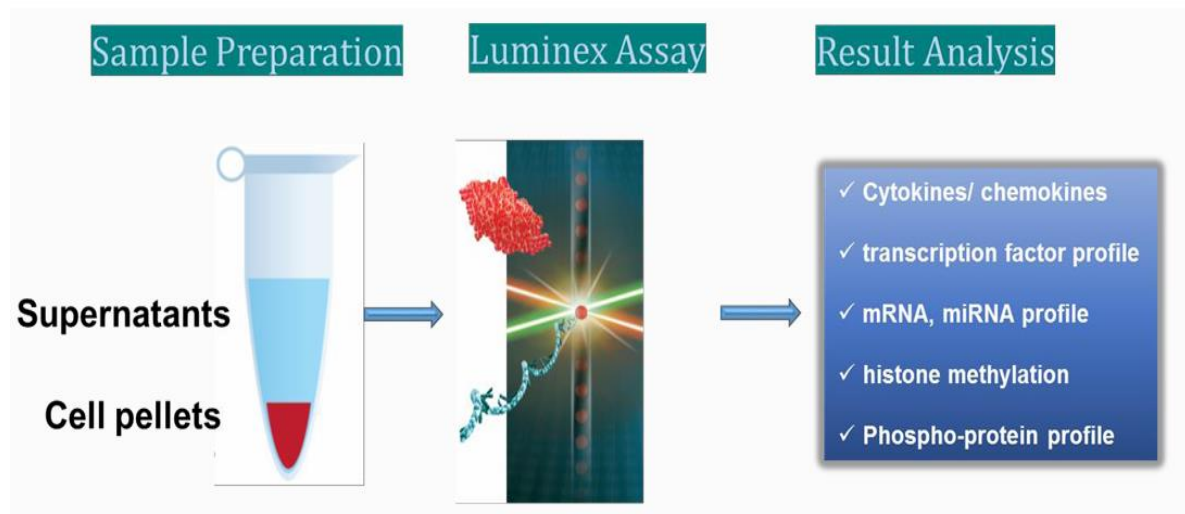 Sample Preparation
Luminex Assay
Result Analysis
Supernatants
Cell pellets
✓ Cytokines/ chemokines
✓ transcription factor profile
✓ mRNA, miRNA profile
✓ histone methylation
✓ Phospho-protein profile